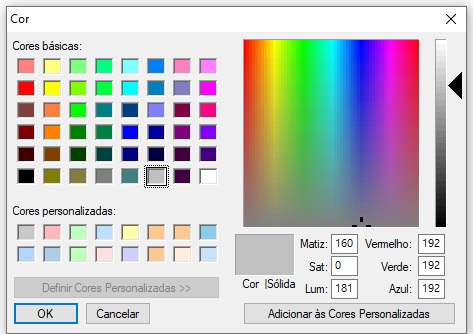 Cor
Cores básicas:
Cores personalizadas:
Definir Cores Personalizadas >>
OK
Cancelar
Cor |Sólida
Matiz: 160
Sat: 0
Lum: 181
Vermelho: 192
Verde: 192
Azul: 192
Adicionar às Cores Personalizadas